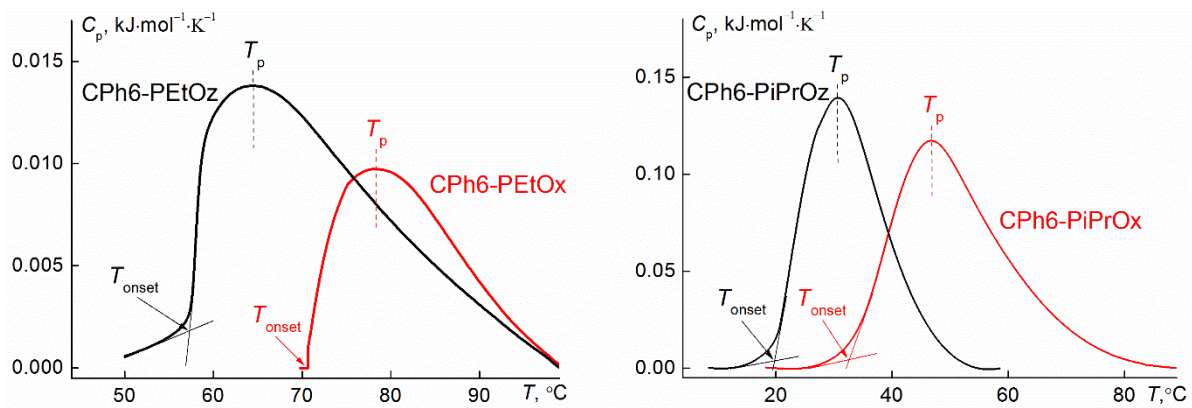 Cp, kJ·mol⁻¹·K⁻¹
0.015
Tp
CPh6-PEtOz
Tp
0.010
CPh6-PEtOx
0.005
Tonset
Tonset
0.000
50 60 70 80 90 T, °C
Cp, kJ·mol⁻¹·K⁻¹
0.15
Tp
CPh6-PiPrOz
Tp
0.10
CPh6-PiPrOx
0.05
Tonset
Tonset
0.00
20 40 60 80 T, °C